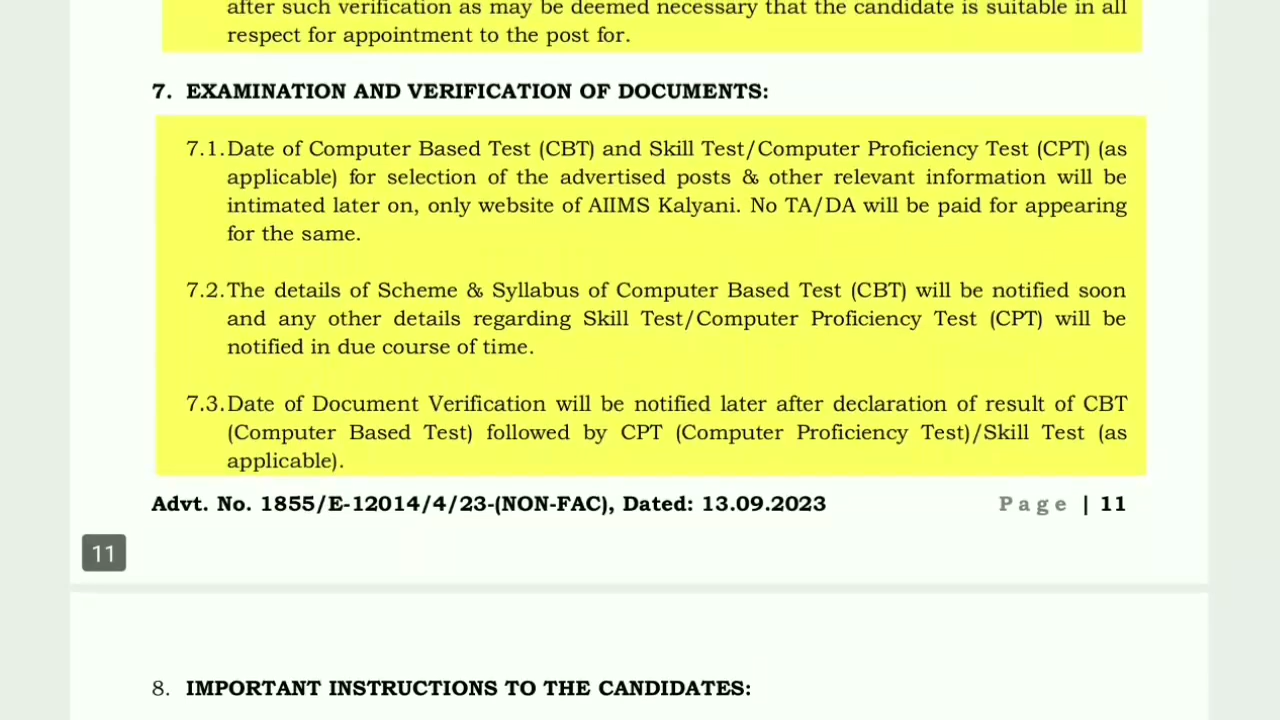 after such verification as may be deemed necessary that the candidate is suitable in all
respect for appointment to the post for.
7. EXAMINATION AND VERIFICATION OF DOCUMENTS:
7.1.Date of Computer Based Test (CBT) and Skill Test/Computer Proficiency Test (CPT) (as
applicable) for selection of the advertised posts & other relevant information will be
intimated later on, only website of AIIMS Kalyani. No TA/DA will be paid for appearing
for the same.
7.2.The details of Scheme & Syllabus of Computer Based Test (CBT) will be notified soon
and any other details regarding Skill Test/Computer Proficiency Test (CPT) will be
notified in due course of time.
7.3.Date of Document Verification will be notified later after declaration of result of CBT
(Computer Based Test) followed by CPT (Computer Proficiency Test)/Skill Test (as
applicable).
Advt. No. 1855/E-12014/4/23-(NON-FAC), Dated: 13.09.2023 Page | 11
11
8. IMPORTANT INSTRUCTIONS TO THE CANDIDATES: